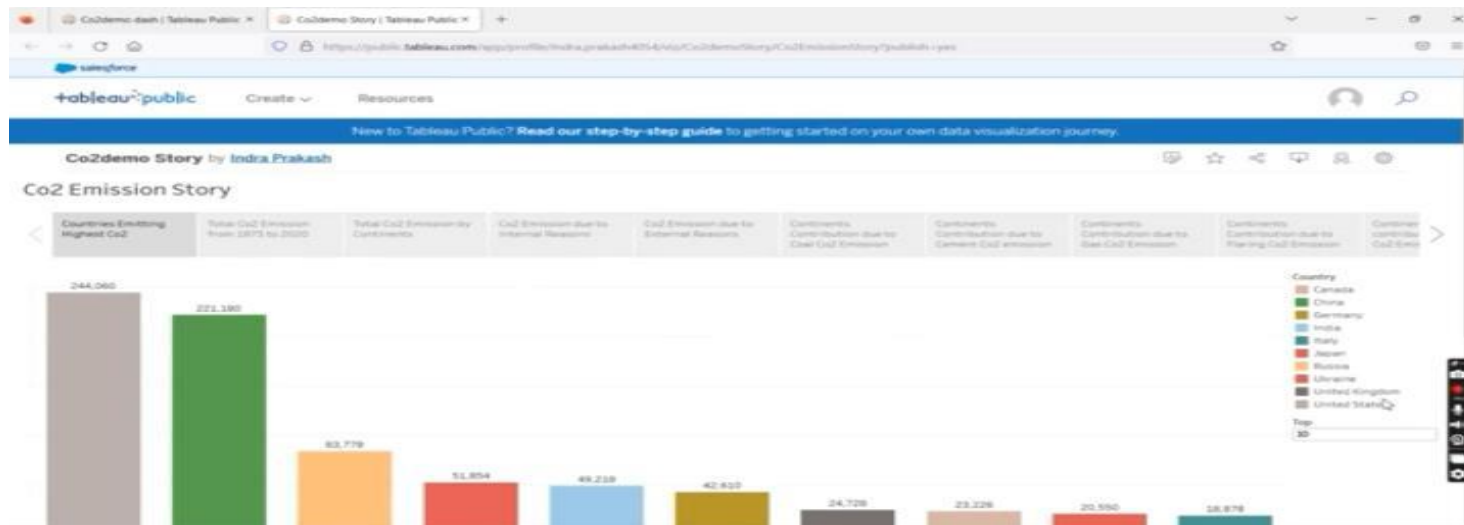 Co2demo dash | Tableau Public
Co2demo Story | Tableau Public
salesforce
+tableau public
Create
Resources
New to Tableau Public? Read our step-by-step guide to getting started on your own data visualization journey.
Co2demo Story by Indra Prakash
Co2 Emission Story
Countries Emitting
Highest Co2
Total Co2 Emission
from 1875 to 2020
Total Co2 Emission by
Continents
Co2 Emission due to
Internal Reasons
Co2 Emission due to
External Reasons
Continents
Contribution due to
Coal Co2 Emission
Continents
Contribution due to
Cement Co2 emission
Continents
Contribution due to
Gas Co2 Emission
Continents
Contribution due to
Flaring Co2 Emission
244,060
221,190
63,779
51,854
49,219
42,610
24,728
23,226
20,550
18,878
Country
Canada
China
Germany
India
Italy
Japan
Russia
Ukraine
United Kingdom
United States
Top
10